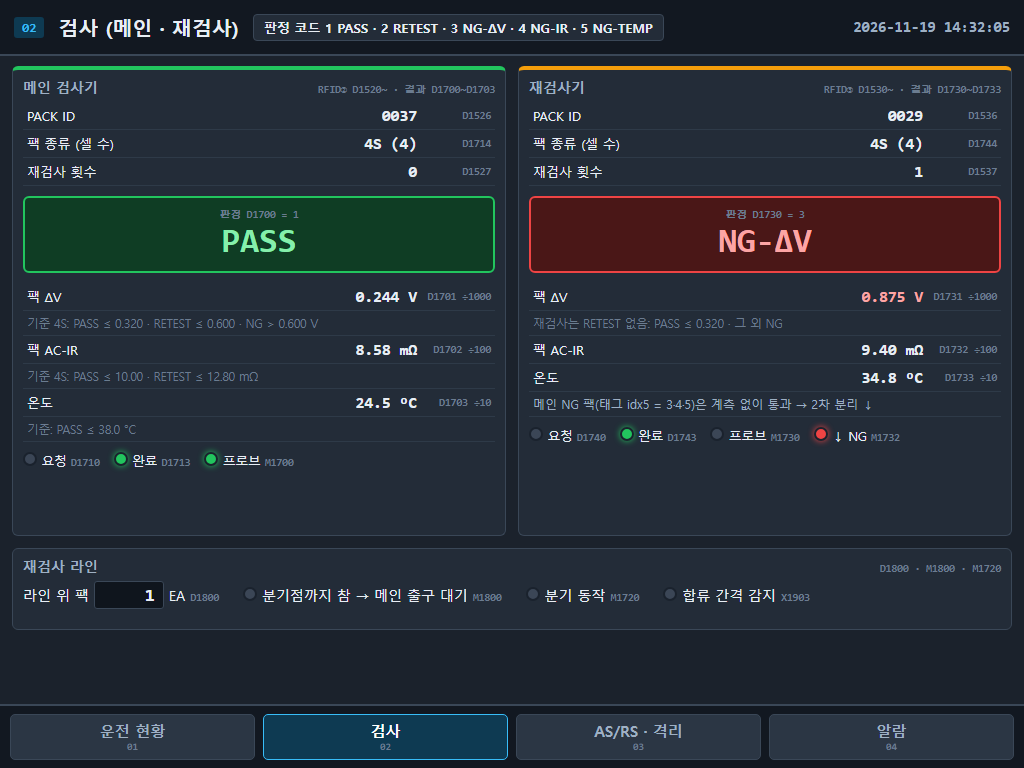 02 검사 (메인 · 재검사) 판정 코드 1 PASS · 2 RETEST · 3 NG-ΔV · 4 NG-IR · 5 NG-TEMP 2026-11-19 14:32:05
메인 검사기 RFID② D1520~ · 결과 D1700~D1703
PACK ID 0037 D1526
팩 종류 (셀 수) 4S (4) D1714
재검사 횟수 0 D1527
판정 D1700 = 1
PASS
팩 ΔV 0.244 V D1701 ÷1000
기준 4S: PASS ≤ 0.320 · RETEST ≤ 0.600 · NG > 0.600 V
팩 AC-IR 8.58 mΩ D1702 ÷100
기준 4S: PASS ≤ 10.00 · RETEST ≤ 12.80 mΩ
온도 24.5 °C D1703 ÷10
기준: PASS ≤ 38.0 °C
요청 D1710 완료 D1713 프로브 M1700
재검사기 D1530~ · 결과 D1730~D1733
PACK ID 0029 D1536
팩 종류 (셀 수) 4S (4) D1744
재검사 횟수 1 D1537
판정 D1730 = 3
NG-ΔV
팩 ΔV 0.875 V D1731 ÷1000
재검사는 RETEST 없음: PASS ≤ 0.320 · 그 외 NG
팩 AC-IR 9.40 mΩ D1732 ÷100
온도 34.8 °C D1733 ÷10
메인 NG 팩(태그 idx5 = 3·4·5)은 계측 없이 통과 → 2차 분리 ↓
요청 D1740 완료 D1743 프로브 M1730 ↓ NG M1732
재검사 라인 D1800 · M1800 · M1720
라인 위 팩 1 EA D1800 분기점까지 참 → 메인 출구 대기 M1800 분기 동작 M1720 합류 간격 감지 X1903
운전 현황 검사 AS/RS · 격리 알람
01 02 03 04